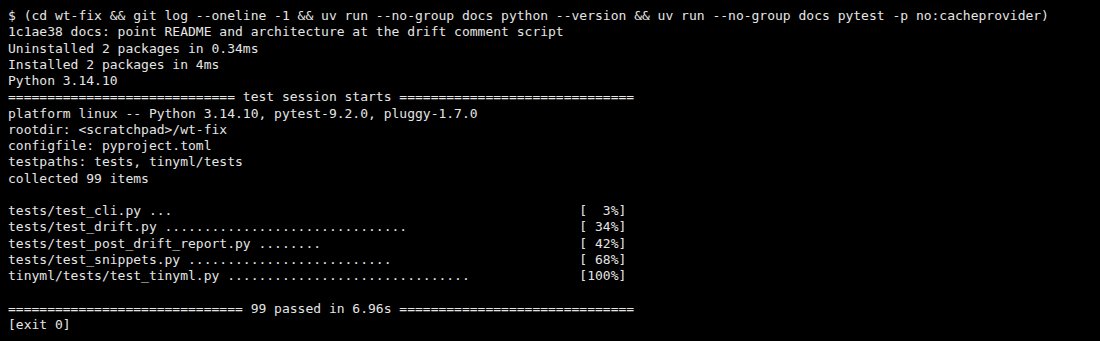 $ (cd wt-fix && git log --oneline -1 && uv run --no-group docs python --version && uv run --no-group docs pytest -p no:cacheprovider)
1c1ae38 docs: point README and architecture at the drift comment script
Uninstalled 2 packages in 0.34ms
Installed 2 packages in 4ms
Python 3.14.10
============================= test session starts ==============================
platform linux -- Python 3.14.10, pytest-9.2.0, pluggy-1.7.0
rootdir: <scratchpad>/wt-fix
configfile: pyproject.toml
testpaths: tests, tinyml/tests
collected 99 items

tests/test_cli.py ...                                                    [  3%]
tests/test_drift.py ...............................                      [ 34%]
tests/test_post_drift_report.py ........                                 [ 42%]
tests/test_snippets.py ..........................                        [ 68%]
tinyml/tests/test_tinyml.py ...............................              [100%]

============================== 99 passed in 6.96s ==============================
[exit 0]